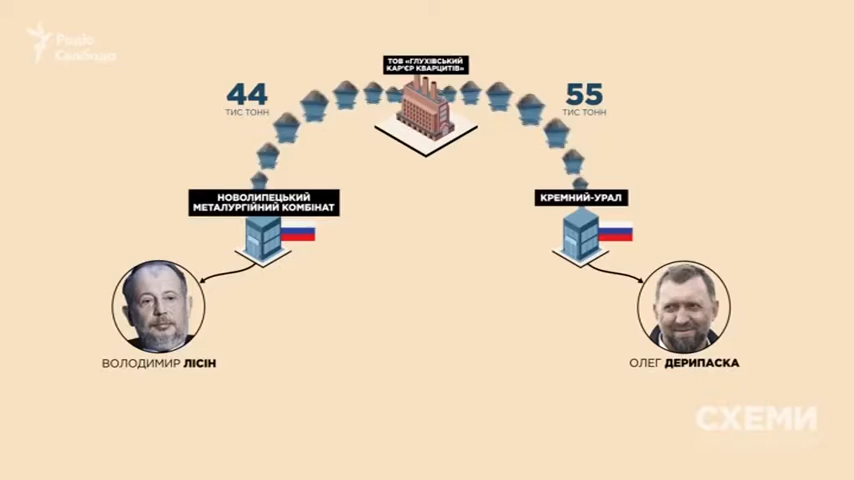 Радіо
Свобода
ТОВ «ГЛУХІВСЬКИЙ
КАР'ЄР КВАРЦИТІВ»
44
ТИС ТОНН
55
ТИС ТОНН
НОВОЛИПЕЦЬКИЙ
МЕТАЛУРГІЙНИЙ КОМБІНАТ
КРЕМНИЙ-УРАЛ
ВОЛОДИМИР ЛІСІН
ОЛЕГ ДЕРИПАСКА
СХЕМИ